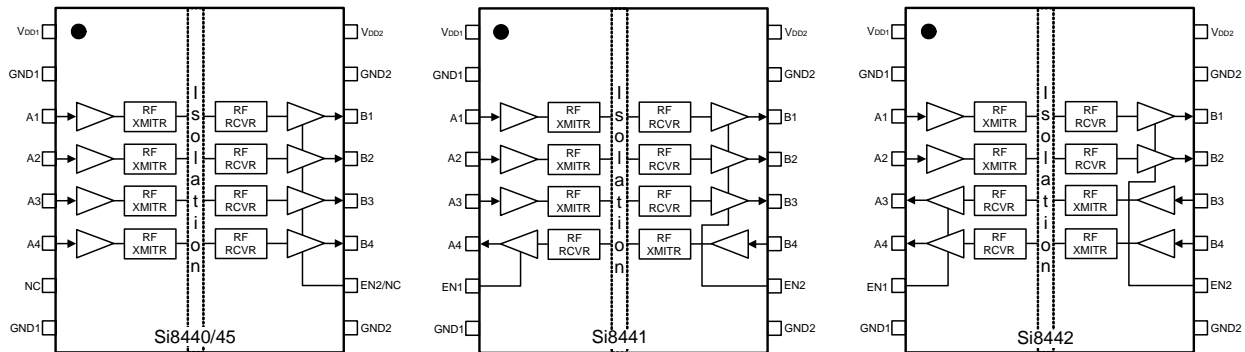 VDD1
VDD2
GND1
GND2
A1
RF XMITR
RF RCVR
B1
A2
RF XMITR
RF RCVR
B2
A3
RF XMITR
RF RCVR
B3
A4
RF XMITR
RF RCVR
B4
NC
EN2/NC
GND1
GND2
Isolation
Si8440/45
VDD1
VDD2
GND1
GND2
A1
RF XMITR
RF RCVR
B1
A2
RF XMITR
RF RCVR
B2
A3
RF XMITR
RF RCVR
B3
A4
RF RCVR
RF XMITR
B4
EN1
EN2
GND1
GND2
Isolation
Si8441
VDD1
VDD2
GND1
GND2
A1
RF XMITR
RF RCVR
B1
A2
RF XMITR
RF RCVR
B2
A3
RF RCVR
RF XMITR
B3
A4
RF RCVR
RF XMITR
B4
EN1
EN2
GND1
GND2
Isolation
Si8442